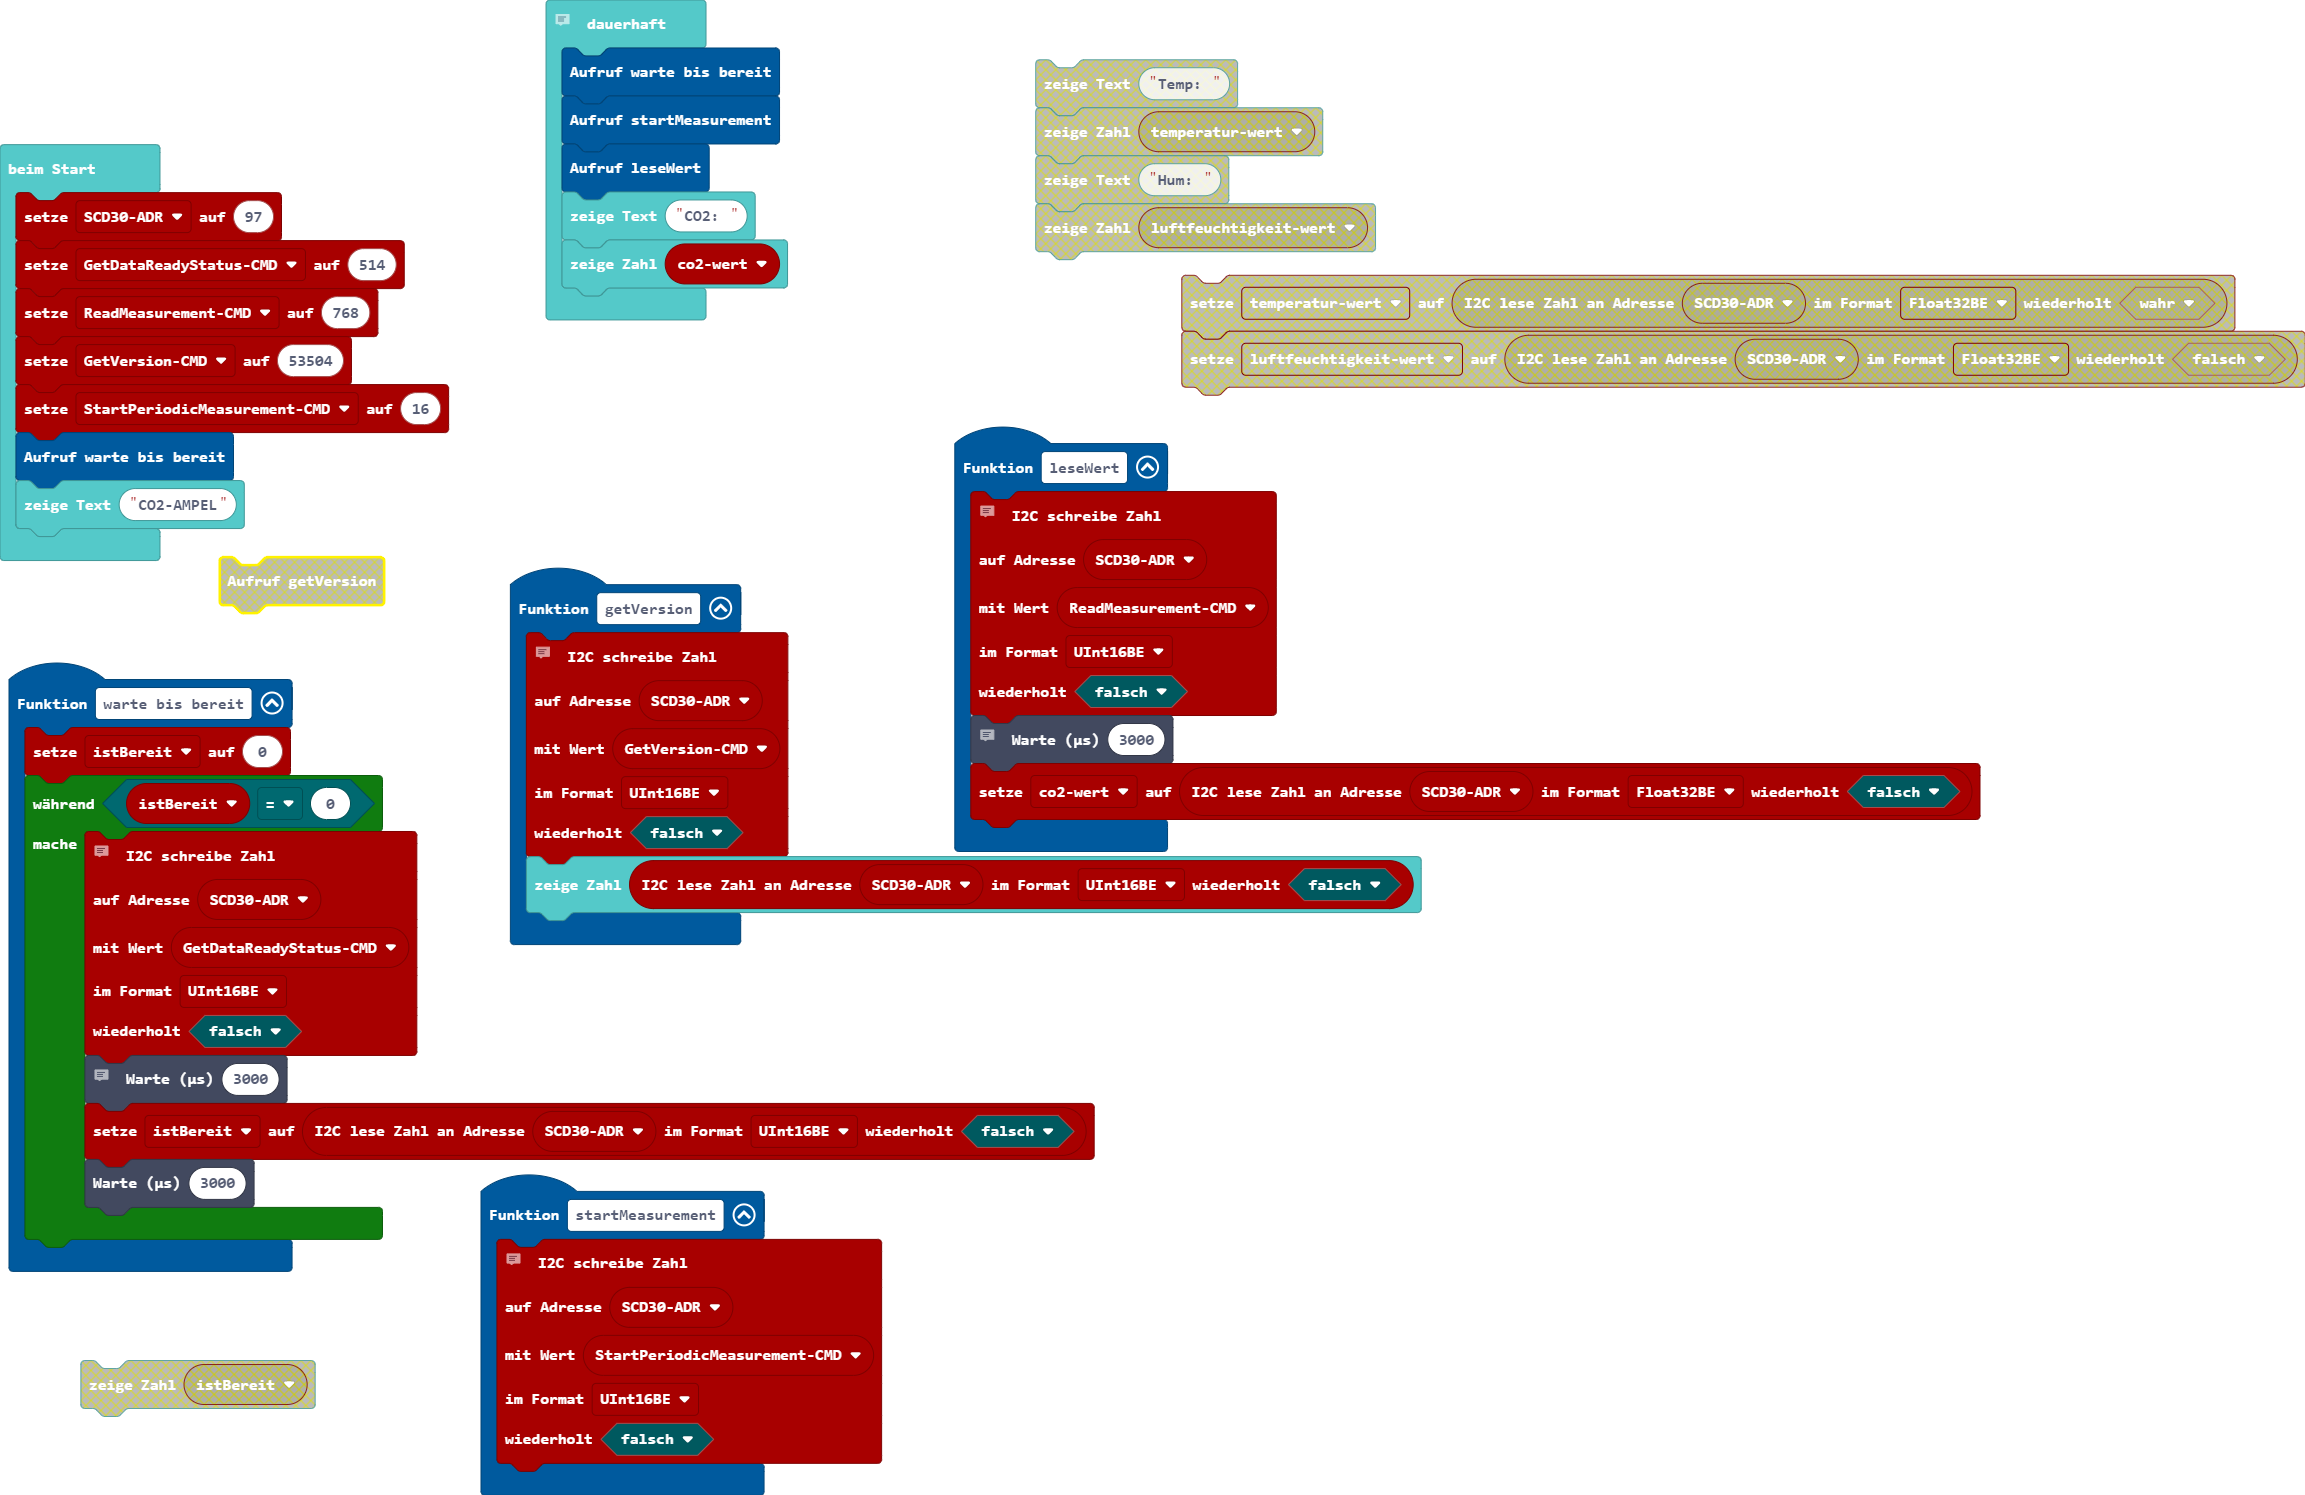 beim Start
setze SCD30-ADR auf 97
setze GetDataReadyStatus-CMD auf 514
setze ReadMeasurement-CMD auf 768
setze GetVersion-CMD auf 53504
setze StartPeriodicMeasurement-CMD auf 16
Aufruf warte bis bereit
zeige Text "CO2-AMPEL"
Aufruf getVersion
dauerhaft
Aufruf warte bis bereit
Aufruf startMeasurement
Aufruf leseWert
zeige Text "CO2: "
zeige Zahl co2-wert
zeige Text "Temp: "
zeige Zahl temperatur-wert
zeige Text "Hum: "
zeige Zahl luftfeuchtigkeit-wert
setze temperatur-wert auf I2C lese Zahl an Adresse SCD30-ADR im Format Float32BE wiederholt wahr
setze luftfeuchtigkeit-wert auf I2C lese Zahl an Adresse SCD30-ADR im Format Float32BE wiederholt falsch
Funktion leseWert
I2C schreibe Zahl
auf Adresse SCD30-ADR
mit Wert ReadMeasurement-CMD
im Format UInt16BE
wiederholt falsch
Warte (µs) 3000
setze co2-wert auf I2C lese Zahl an Adresse SCD30-ADR im Format Float32BE wiederholt falsch
Funktion getVersion
I2C schreibe Zahl
auf Adresse SCD30-ADR
mit Wert GetVersion-CMD
im Format UInt16BE
wiederholt falsch
zeige Zahl I2C lese Zahl an Adresse SCD30-ADR im Format UInt16BE wiederholt falsch
Funktion warte bis bereit
setze istBereit auf 0
während istBereit = 0
mache
I2C schreibe Zahl
auf Adresse SCD30-ADR
mit Wert GetDataReadyStatus-CMD
im Format UInt16BE
wiederholt falsch
Warte (µs) 3000
setze istBereit auf I2C lese Zahl an Adresse SCD30-ADR im Format UInt16BE wiederholt falsch
Warte (µs) 3000
Funktion startMeasurement
I2C schreibe Zahl
auf Adresse SCD30-ADR
mit Wert StartPeriodicMeasurement-CMD
im Format UInt16BE
wiederholt falsch
zeige Zahl istBereit